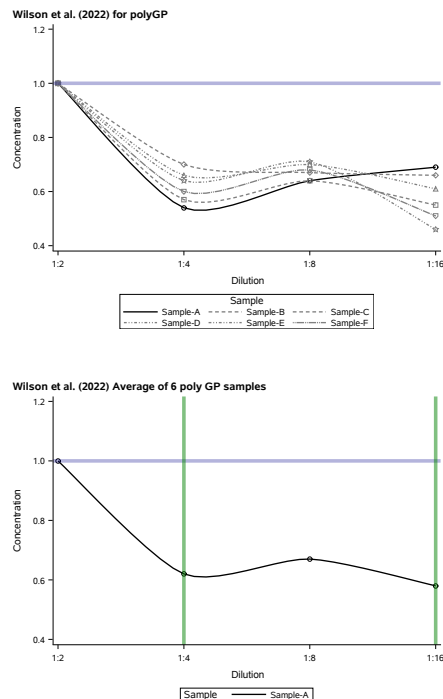 Wilson et al. (2022) for polyGP
1.2
1.0
0.8
0.6
0.4
Concentration
1:2 1:4 1:8 1:16
Dilution
Sample
Sample-A Sample-B Sample-C
Sample-D Sample-E Sample-F
Wilson et al. (2022) Average of 6 poly GP samples
1.2
1.0
0.8
0.6
0.4
Concentration
1:2 1:4 1:8 1:16
Dilution
Sample Sample-A